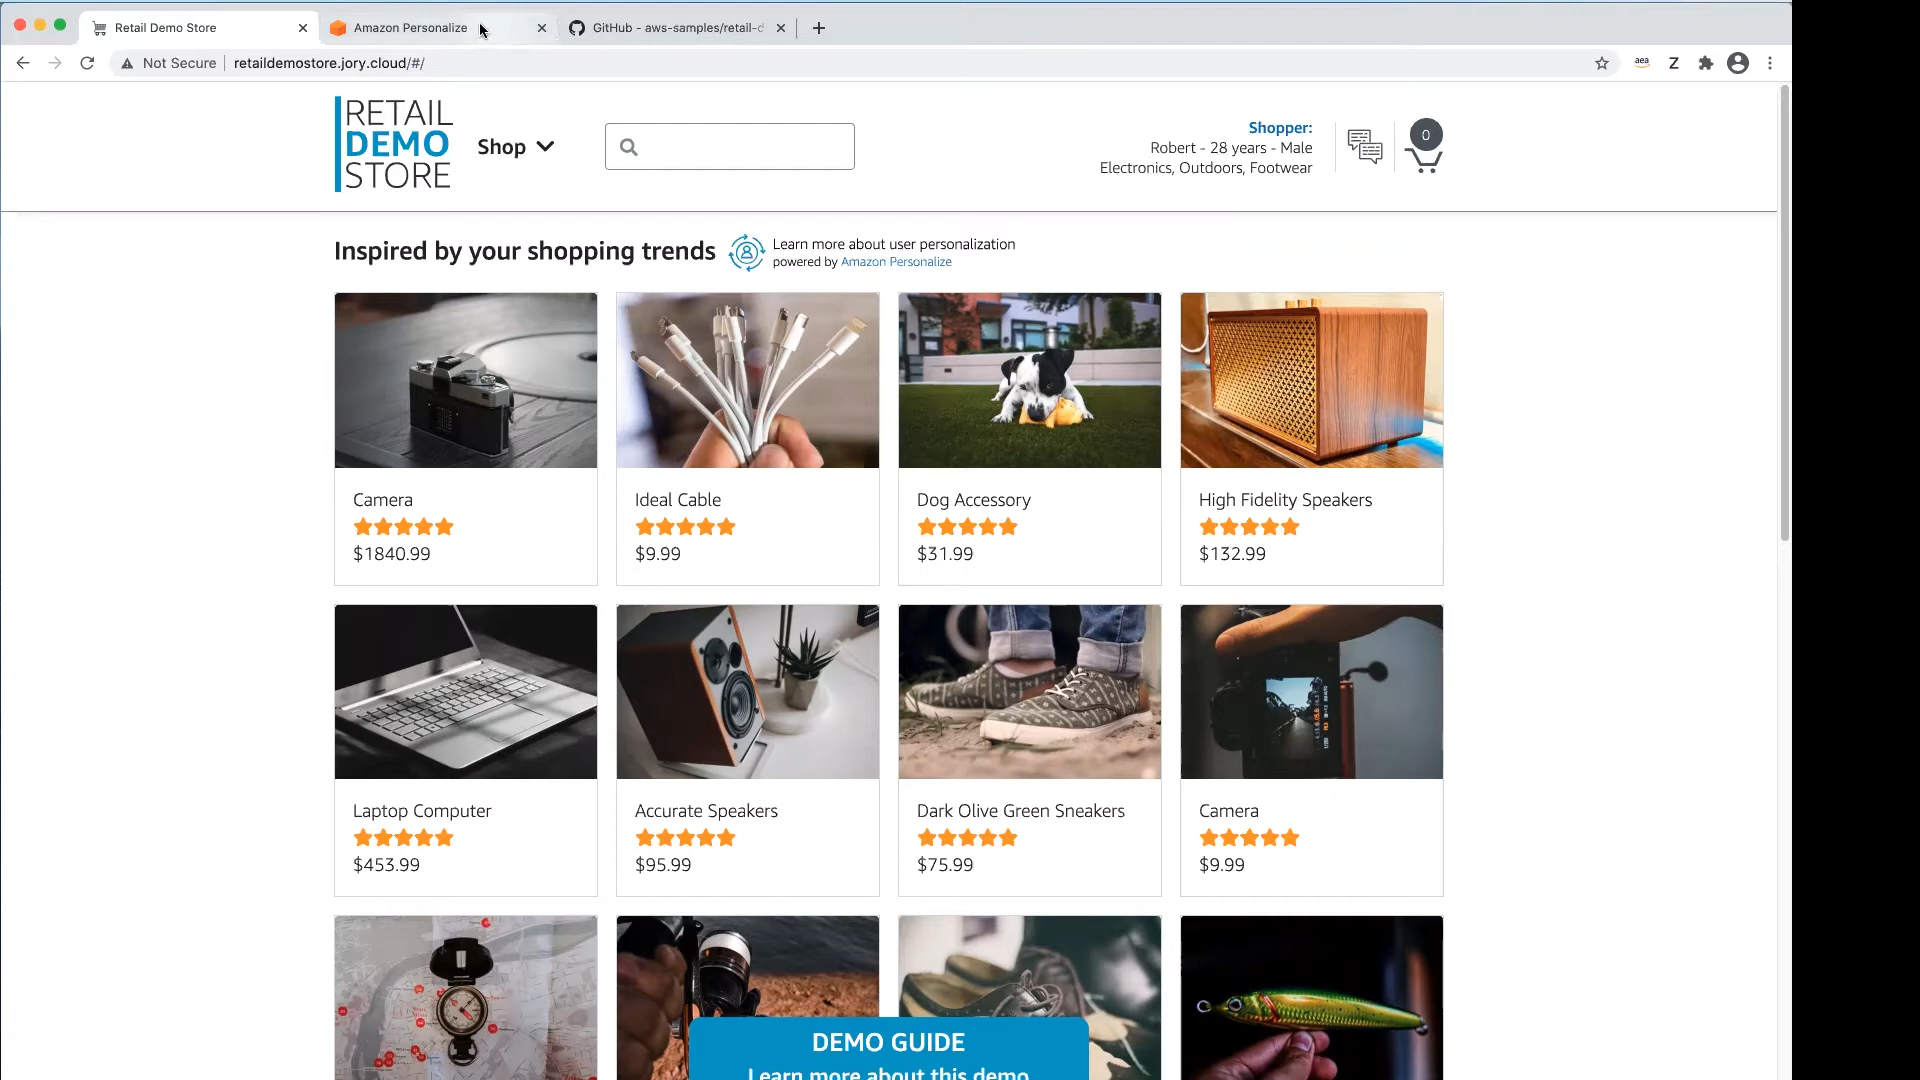 Retail Demo Store
Amazon Personalize
GitHub - aws-samples/retail-d
Not Secure
retaildemostore.jory.cloud/#/
aea
Z
RETAIL
DEMO
STORE
Shop
Shopper:
Robert - 28 years - Male
Electronics, Outdoors, Footwear
0
Inspired by your shopping trends
Learn more about user personalization
powered by Amazon Personalize
Camera
$1840.99
Ideal Cable
$9.99
Dog Accessory
$31.99
High Fidelity Speakers
$132.99
Laptop Computer
$453.99
Accurate Speakers
$95.99
Dark Olive Green Sneakers
$75.99
Camera
$9.99
DEMO GUIDE
Learn more about this demo